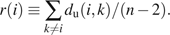 r(i) ≡ ∑_{k≠i} d_u(i, k)/(n − 2).